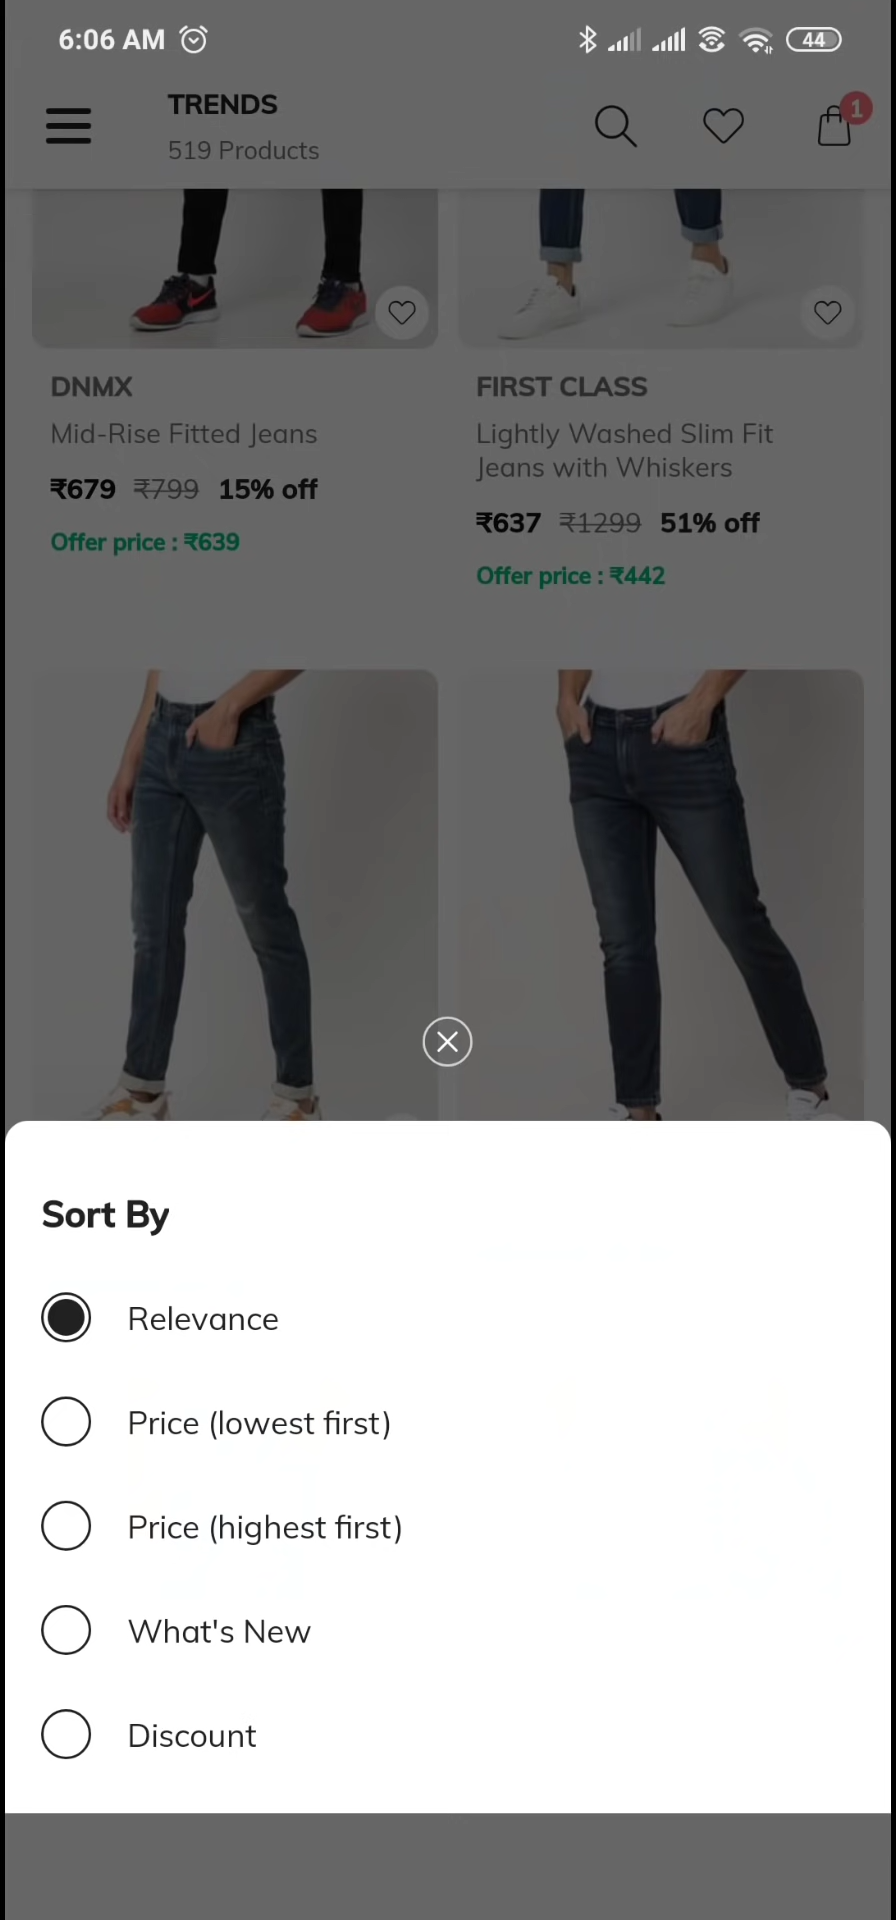 6:06 AM
44
TRENDS
519 Products
1
DNMX
Mid-Rise Fitted Jeans
₹679 ₹799 15% off
Offer price : ₹639
FIRST CLASS
Lightly Washed Slim Fit
Jeans with Whiskers
₹637 ₹1299 51% off
Offer price : ₹442
Sort By
Relevance
Price (lowest first)
Price (highest first)
What's New
Discount